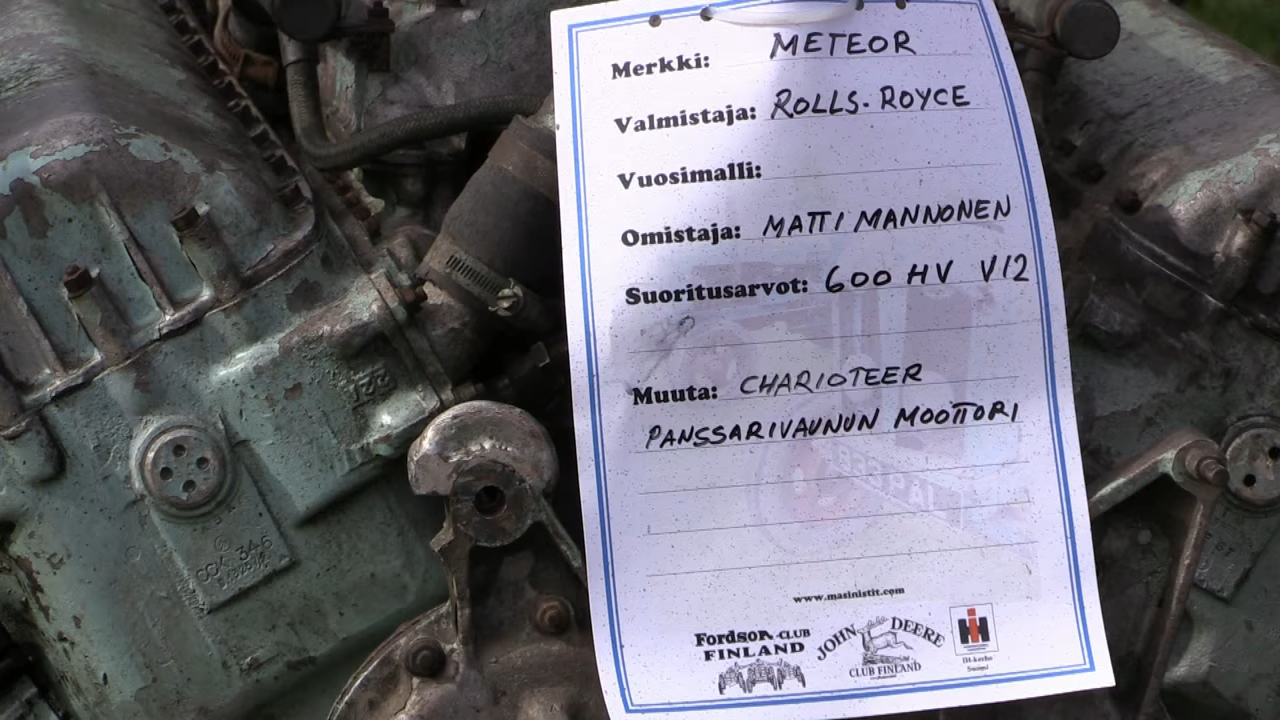 Merkki: METEOR
Valmistaja: ROLLS-ROYCE
Vuosimalli:
Omistaja: MATTI MANNONEN
Suoritusarvot: 600 HV V12
Muuta: CHARIOTEER
PANSSARIVAUNUN MOOTTORI
www.masinistit.com
Fordson CLUB
FINLAND
JOHN DEERE
CLUB FINLAND
IH-kerho
Suomi